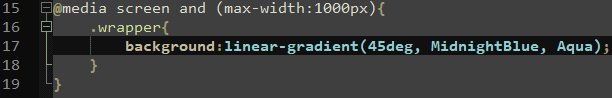 15 @media screen and (max-width:1000px){
16 .wrapper{
17 background:linear-gradient(45deg, MidnightBlue, Aqua);
18 }
19 }